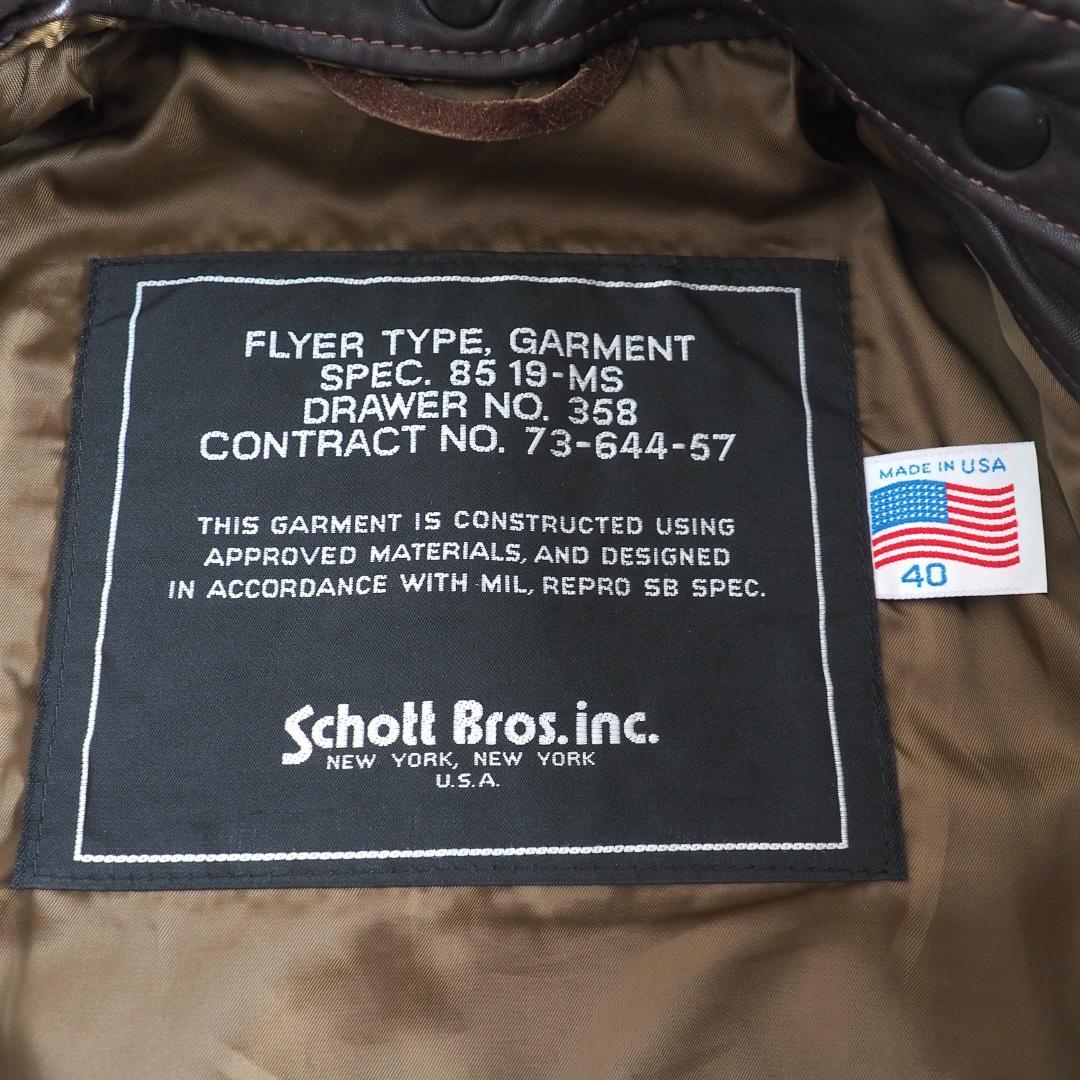 FLYER TYPE, GARMENT
SPEC. 85 19-MS
DRAWER NO. 358
CONTRACT NO. 73-644-57
THIS GARMENT IS CONSTRUCTED USING
APPROVED MATERIALS, AND DESIGNED
IN ACCORDANCE WITH MIL, REPRO SB SPEC.
Schott Bros. inc.
NEW YORK, NEW YORK
U.S.A.
MADE IN USA
40